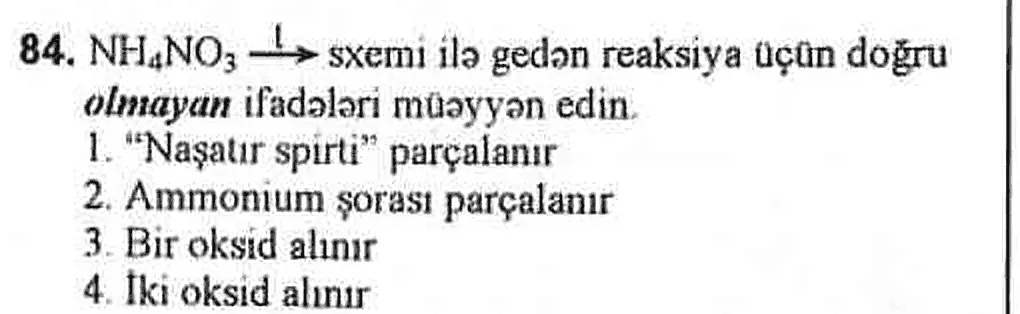 84. NH₄NO₃ —t→ sxemi ilə gedən reaksiya üçün doğru
olmayan ifadələri müəyyən edin.
1. “Naşatır spirti” parçalanır
2. Ammonium şorası parçalanır
3. Bir oksid alınır
4. İki oksid alınır